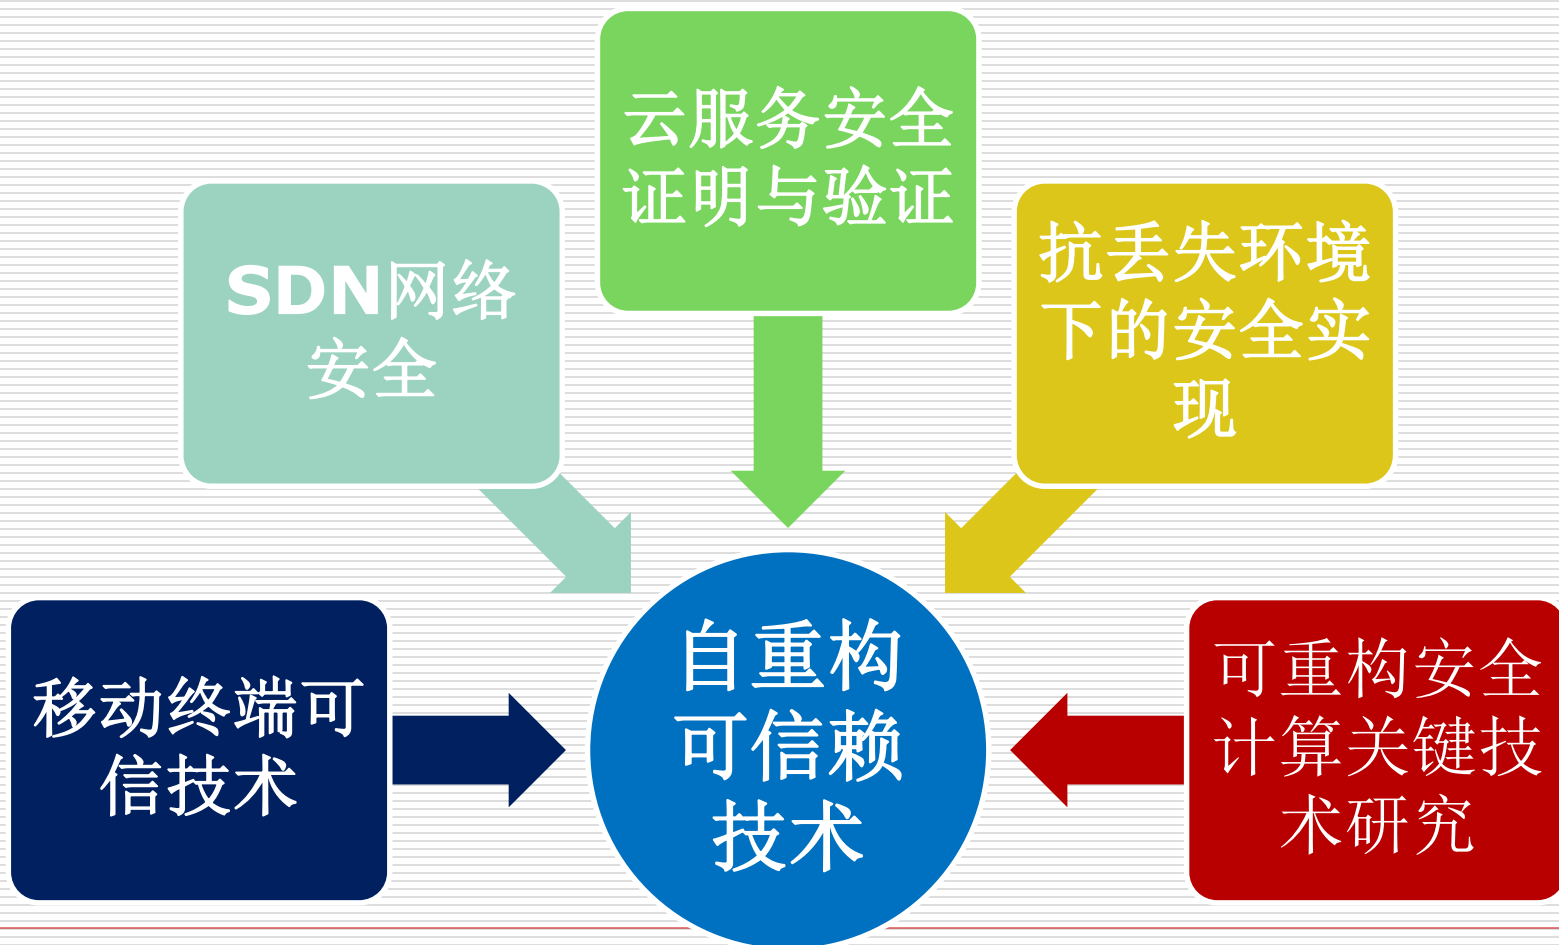 云服务安全
证明与验证
SDN网络
安全
抗丢失环境
下的安全实
现
移动终端可
信技术
自重构
可信赖
技术
可重构安全
计算关键技
术研究